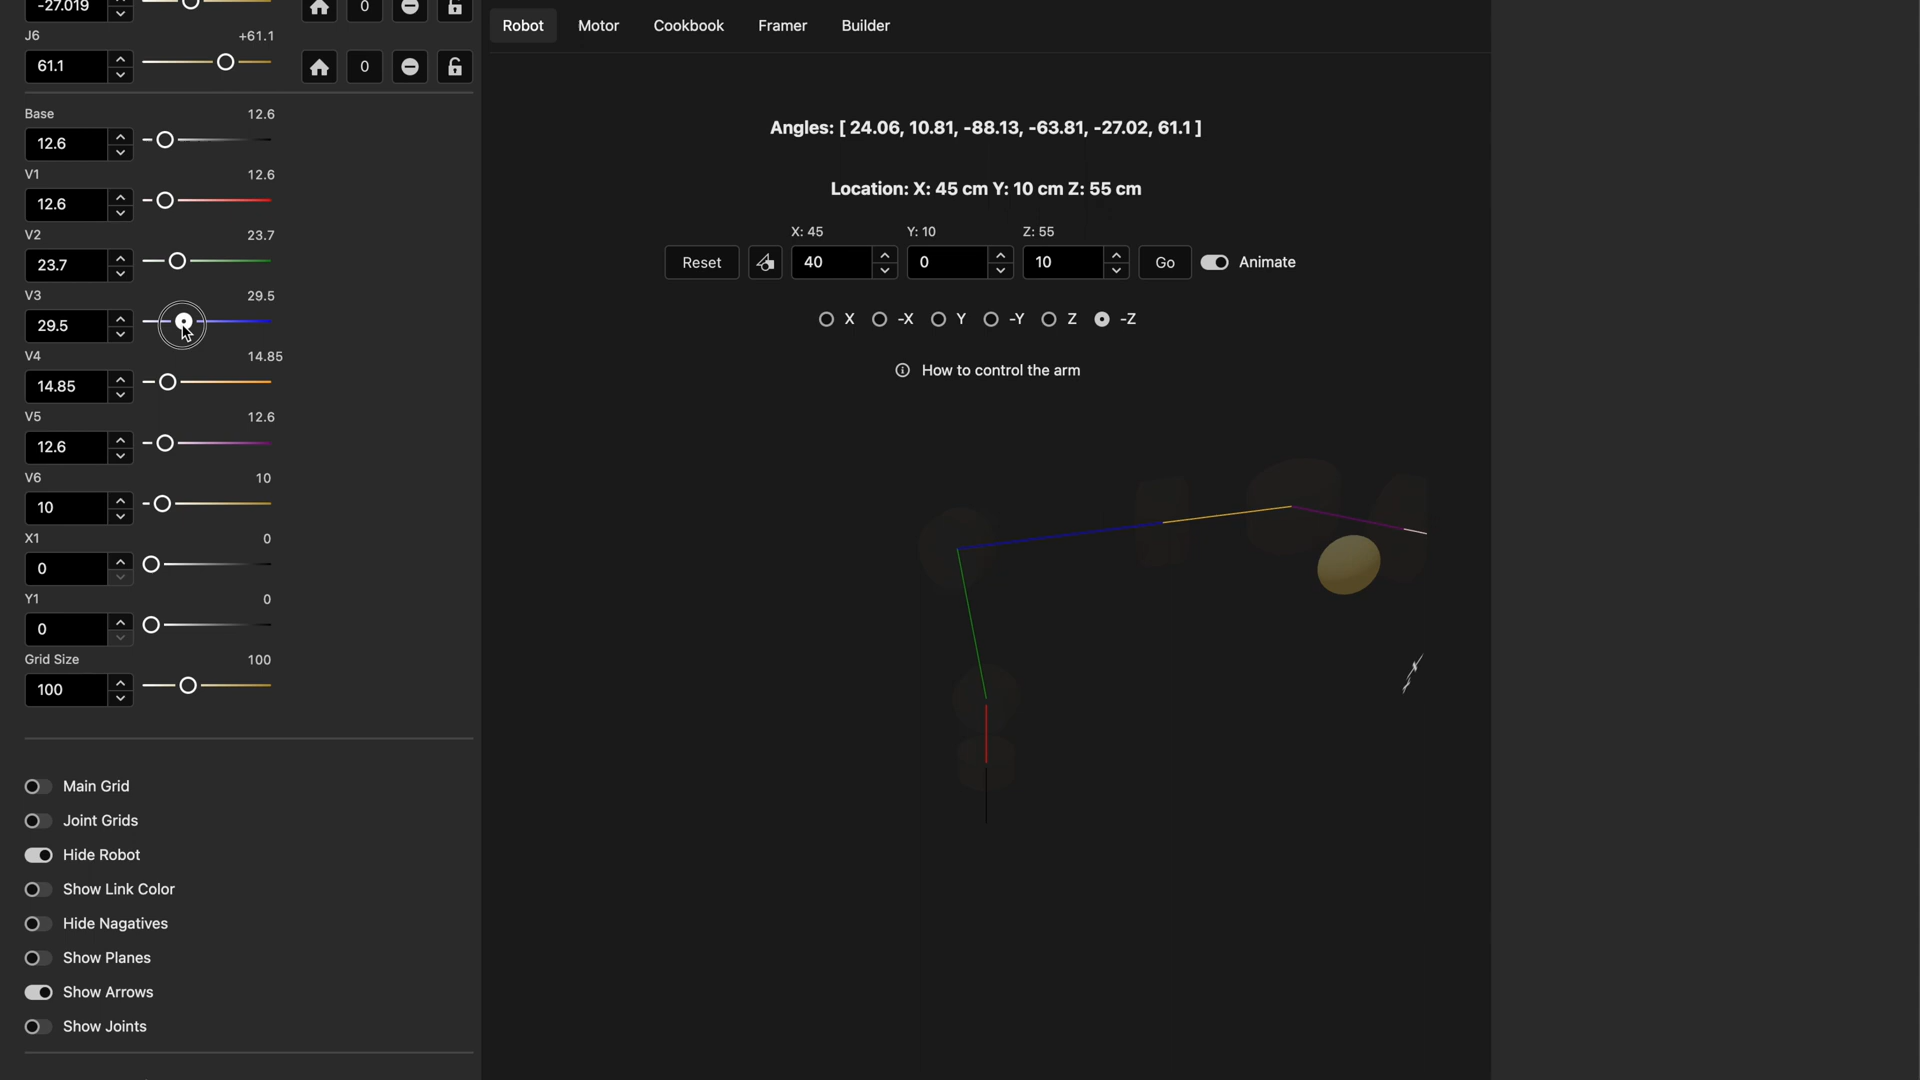 -27.019
0
J6
+61.1
61.1
0
Base
12.6
12.6
V1
12.6
12.6
V2
23.7
23.7
V3
29.5
29.5
V4
14.85
14.85
V5
12.6
12.6
V6
10
10
X1
0
0
Y1
0
0
Grid Size
100
100
Main Grid
Joint Grids
Hide Robot
Show Link Color
Hide Nagatives
Show Planes
Show Arrows
Show Joints
Robot Motor Cookbook Framer Builder
Angles: [ 24.06, 10.81, -88.13, -63.81, -27.02, 61.1 ]
Location: X: 45 cm Y: 10 cm Z: 55 cm
X: 45 Y: 10 Z: 55
Reset 40 0 10 Go Animate
X -X Y -Y Z -Z
How to control the arm